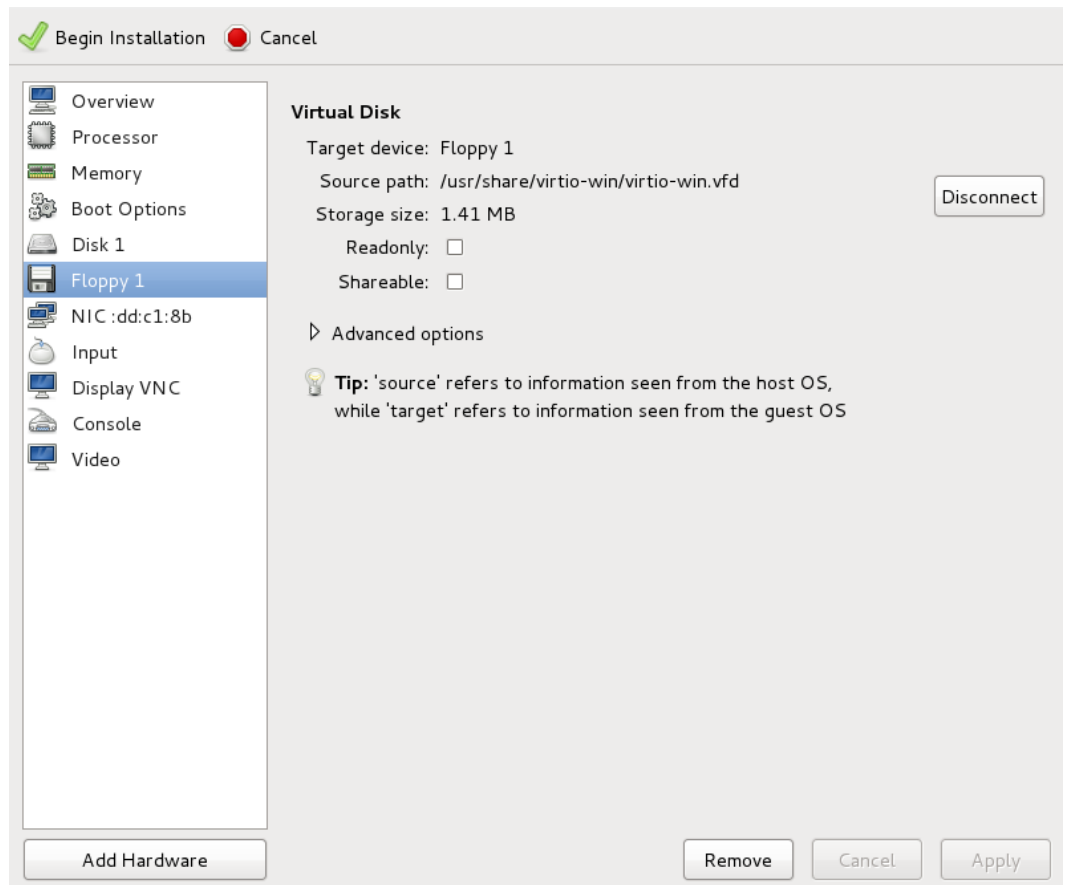 Begin Installation Cancel
Overview
Processor
Memory
Boot Options
Disk 1
Floppy 1
NIC :dd:c1:8b
Input
Display VNC
Console
Video
Add Hardware
Virtual Disk
Target device: Floppy 1
Source path: /usr/share/virtio-win/virtio-win.vfd
Disconnect
Storage size: 1.41 MB
Readonly:
Shareable:
Advanced options
Tip: 'source' refers to information seen from the host OS,
while 'target' refers to information seen from the guest OS
Remove Cancel Apply